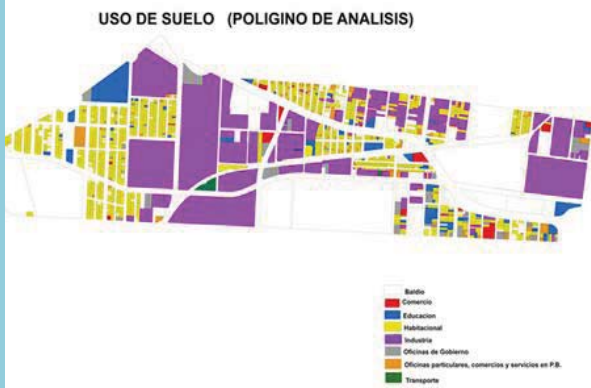 USO DE SUELO (POLIGINO DE ANALISIS)
Baldio
Comercio
Educacion
Habitacional
Industria
Oficinas de Gobierno
Oficinas particulares, comercios y servicios en P.B.
Transporte